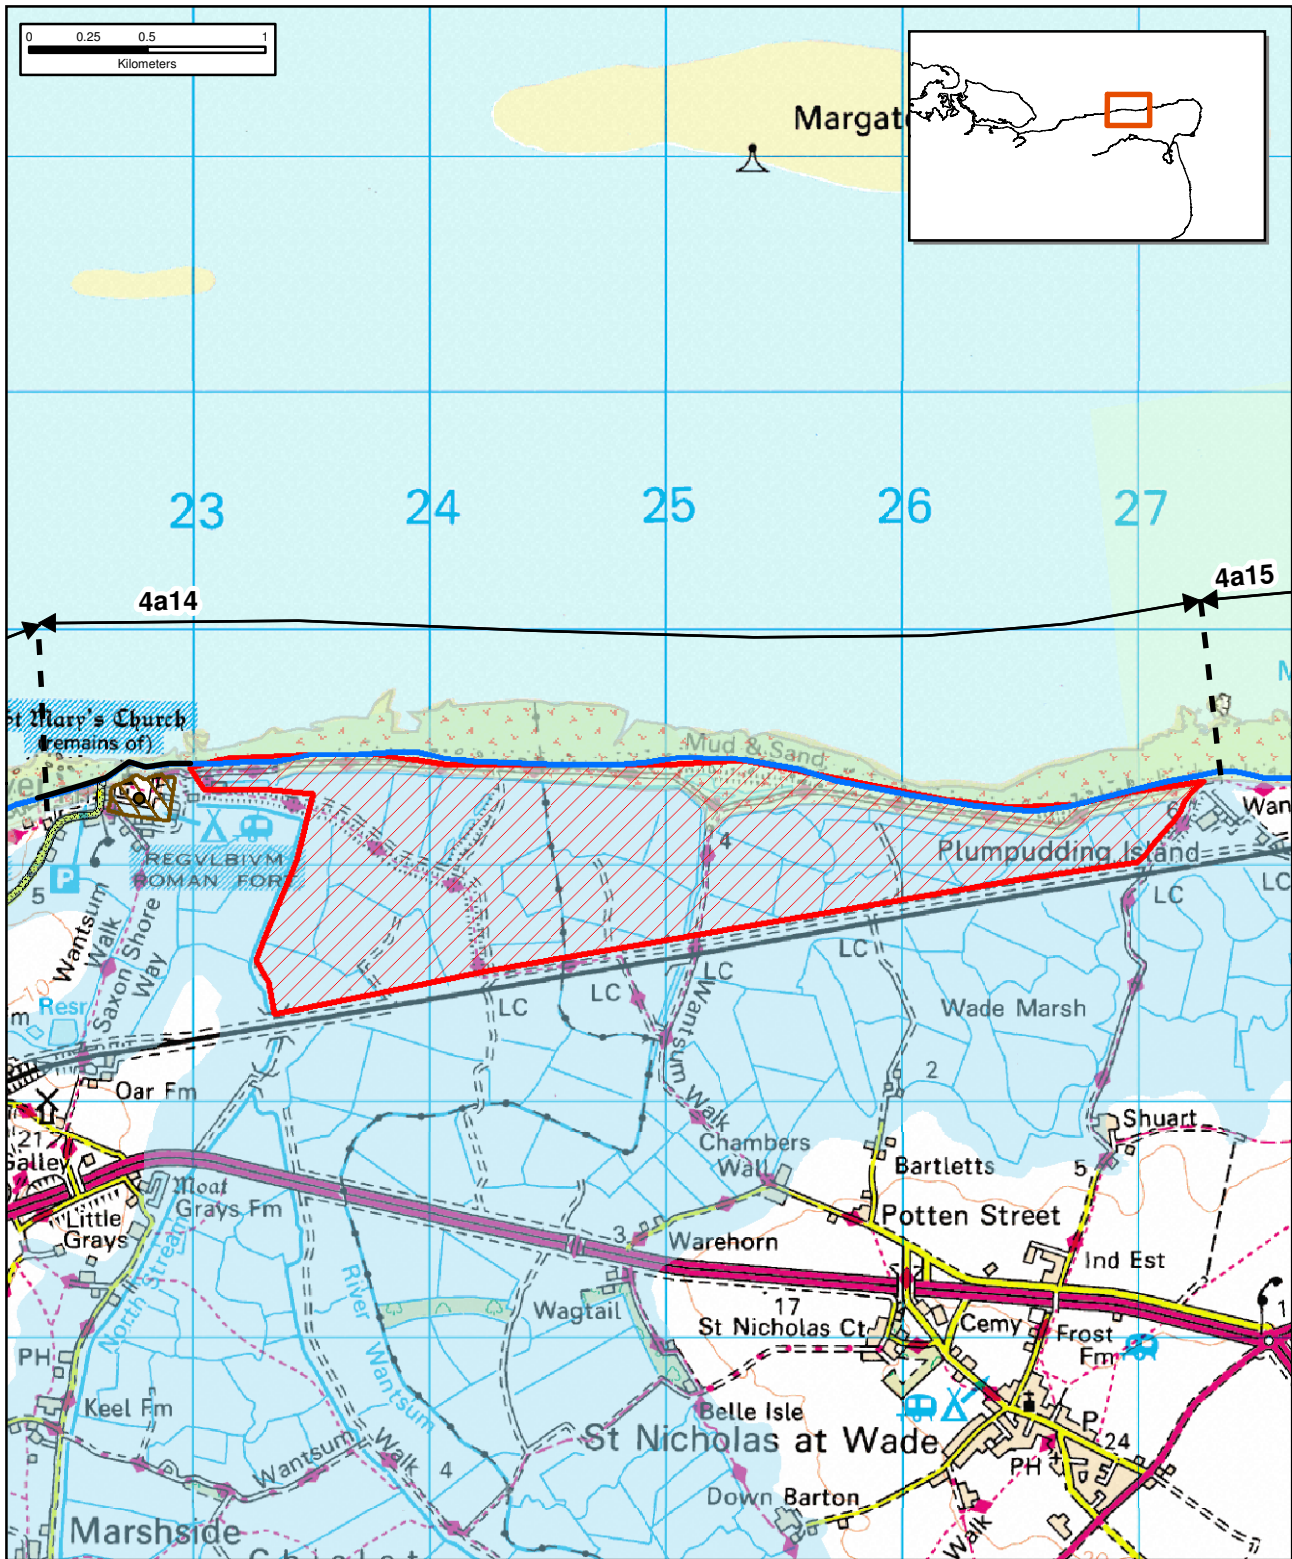 0 0.25 0.5 1
Kilometers
Margat
23 24 25 26 27
4a14
4a15
St Mary's Church
(remains of)
Mud & Sand
M
6
Wan
4
Plumpudding Island
REGVLBIVM
ROMAN FOR
P
5
LC
LC
Wantsum
Walk
Saxon Shore
Way
LC
LC
LC
LC
Resr
m
Wade Marsh
Wantsum
Walk
Oar Fm
2
Shuart
21
Chambers
Wall
Bartletts
5
Moat
Grays Fm
Little
Grays
Potten Street
3
Warehorn
Ind Est
North Stream
River
Wantsum
Wagtail
17
1
St Nicholas Ct
Cemy
Frost
Fm
PH
Keel Fm
Belle Isle
St Nicholas at Wade
P
24
PH
Wantsum
Walk
4
Down Barton
Walk
Marshside